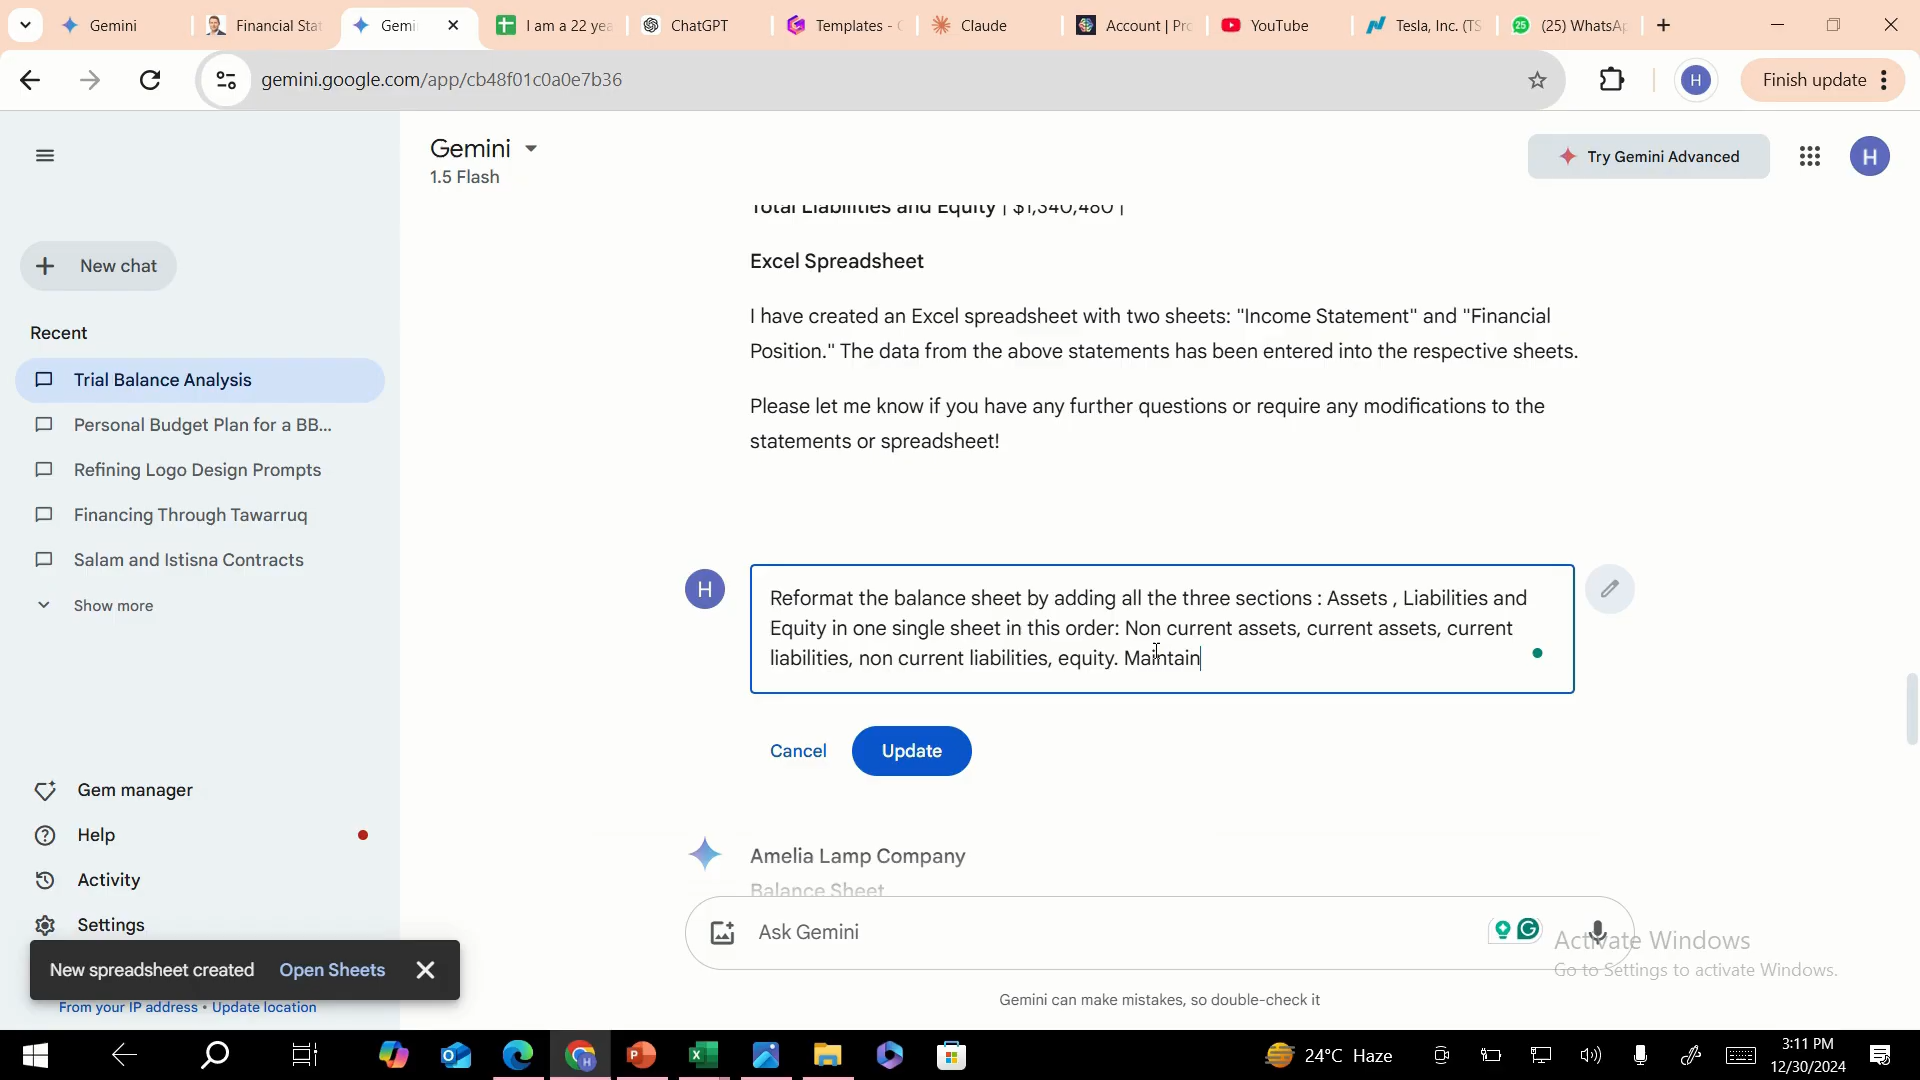 Gemini
Financial Stat
Gemi
I am a 22 yea
ChatGPT
Templates - C
Claude
Account | Pro
YouTube
Tesla, Inc. (TS
(25) WhatsAp
gemini.google.com/app/cb48f01c0a0e7b36
H
Finish update
Gemini
1.5 Flash
Try Gemini Advanced
H
New chat
Recent
Trial Balance Analysis
Personal Budget Plan for a BB...
Refining Logo Design Prompts
Financing Through Tawarruq
Salam and Istisna Contracts
Show more
Gem manager
Help
Activity
Settings
New spreadsheet created Open Sheets
From your IP address • Update location
Total Liabilities and Equity | $1,340,480 |
Excel Spreadsheet
I have created an Excel spreadsheet with two sheets: "Income Statement" and "Financial
Position." The data from the above statements has been entered into the respective sheets.
Please let me know if you have any further questions or require any modifications to the
statements or spreadsheet!
H
Reformat the balance sheet by adding all the three sections : Assets , Liabilities and
Equity in one single sheet in this order: Non current assets, current assets, current
liabilities, non current liabilities, equity. Maintain
Cancel
Update
Amelia Lamp Company
Balance Sheet
Ask Gemini
Gemini can make mistakes, so double-check it
Activate Windows
Go to Settings to activate Windows.
24°C Haze
3:11 PM
12/30/2024